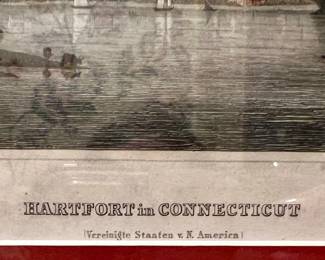 HARTFORT in CONNECTICUT
(Vereinigte Staaten v. N. America)